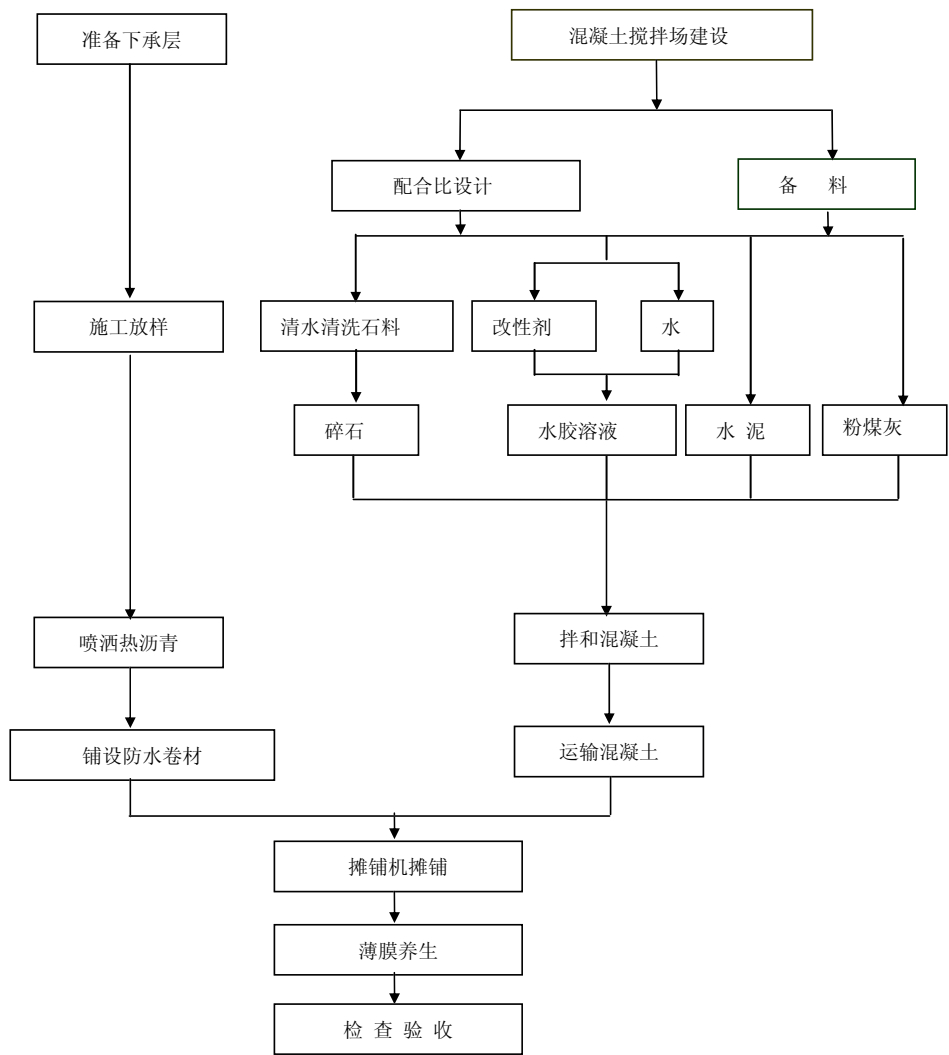 准备下承层
混凝土搅拌场建设
配合比设计
备 料
施工放样
清水清洗石料
改性剂
水
碎石
水胶溶液
水 泥
粉煤灰
喷洒热沥青
拌和混凝土
铺设防水卷材
运输混凝土
摊铺机摊铺
薄膜养生
检 查 验 收